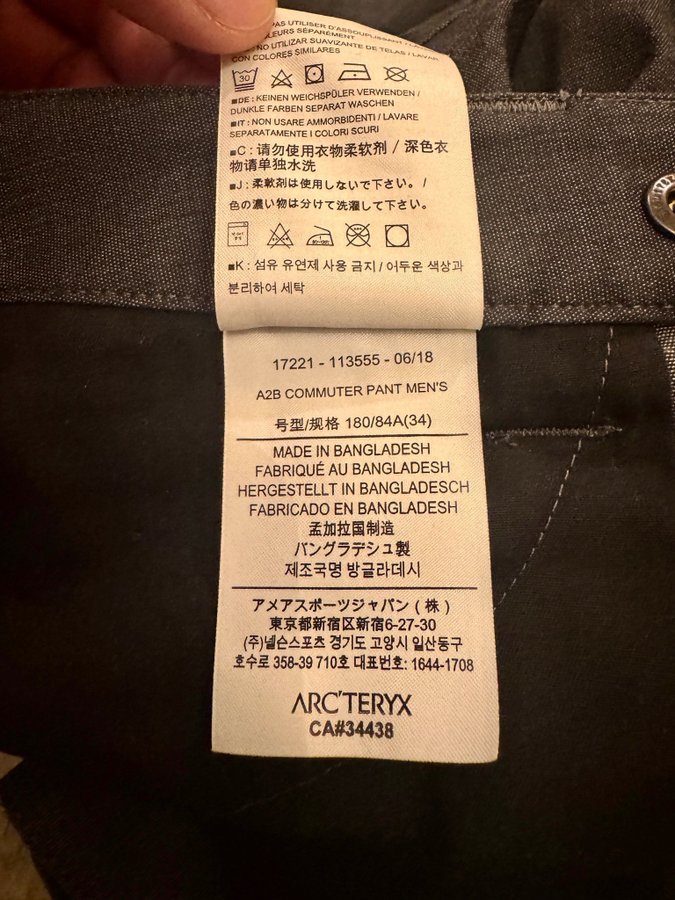 PAS UTILISER D'ASSOUPLISSANT / LAVER
COULEURS SÉPARÉMENT
NO UTILIZAR SUAVIZANTE DE TELAS / LAVAR
CON COLORES SIMILARES
30
■DE : KEINEN WEICHSPÜLER VERWENDEN /
DUNKLE FARBEN SEPARAT WASCHEN
■IT : NON USARE AMMORBIDENTI / LAVARE
SEPARATAMENTE I COLORI SCURI
■C : 请勿使用衣物柔软剂 / 深色衣
物请单独水洗
■J : 柔軟剤は使用しないで下さい。 /
色の濃い物は分けて洗濯して下さい。
■K : 섬유 유연제 사용 금지 / 어두운 색상과
분리하여 세탁
17221 - 113555 - 06/18
A2B COMMUTER PANT MEN'S
号型/规格 180/84A(34)
MADE IN BANGLADESH
FABRIQUÉ AU BANGLADESH
HERGESTELLT IN BANGLADESCH
FABRICADO EN BANGLADESH
孟加拉国制造
バングラデシュ製
제조국명 방글라데시
アメアスポーツジャパン ( 株 )
東京都新宿区新宿6-27-30
(주)넬슨스포츠 경기도 고양시 일산동구
호수로 358-39 710호 대표번호: 1644-1708
ARC'TERYX
CA#34438